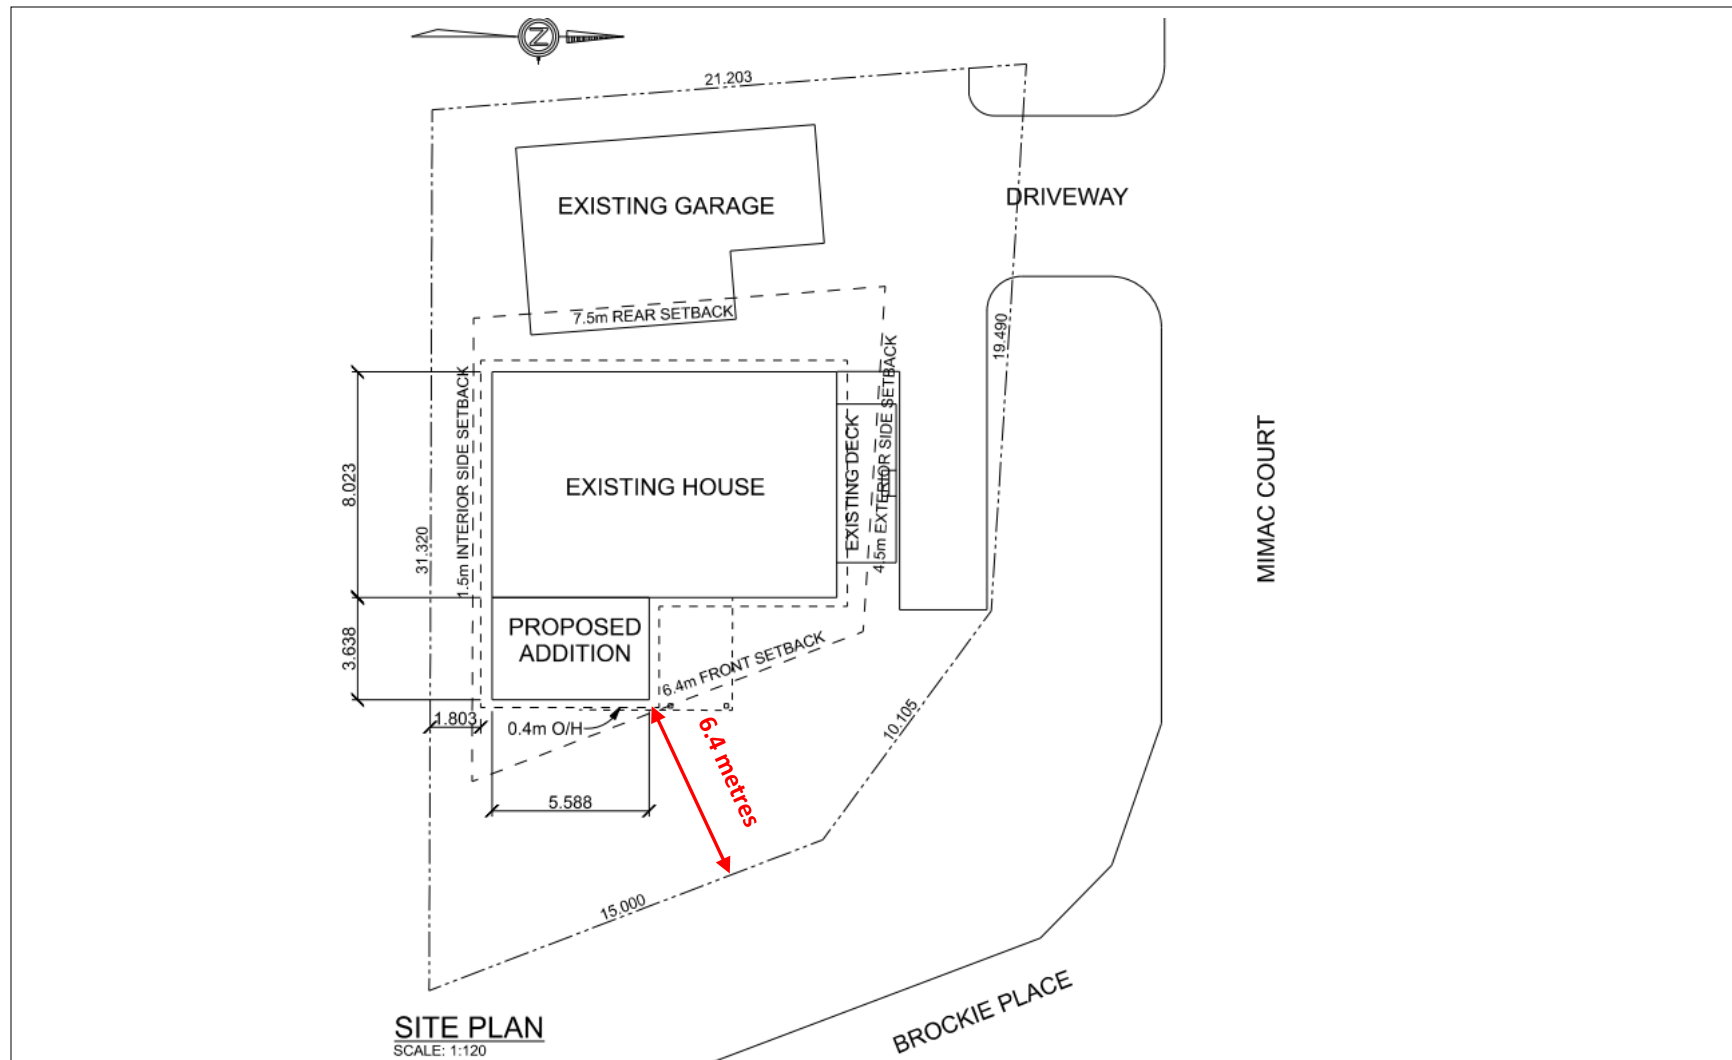 Z
21.203
EXISTING GARAGE
DRIVEWAY
7.5m REAR SETBACK
19.490
1.5m INTERIOR SIDE SETBACK
EXISTING HOUSE
EXISTING DECK
4.5m EXTERIOR SIDE SETBACK
MIMAC COURT
8.023
31.320
3.638
PROPOSED
ADDITION
6.4m FRONT SETBACK
1.803
0.4m O/H
6.4 metres
10.105
5.588
15.000
SITE PLAN
SCALE: 1:120
BROCKIE PLACE